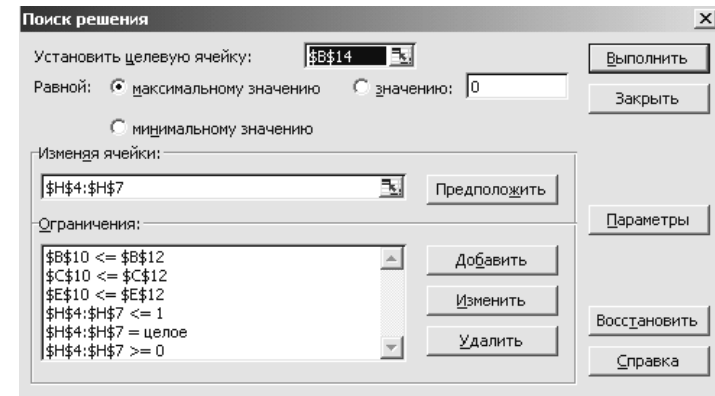 Поиск решения
Установить целевую ячейку: $B$14
Выполнить
Равной: максимальному значению значению: 0
Закрыть
минимальному значению
Изменяя ячейки:
$H$4:$H$7
Предположить
Параметры
Ограничения:
$B$10 <= $B$12
$C$10 <= $C$12
$E$10 <= $E$12
$H$4:$H$7 <= 1
$H$4:$H$7 = целое
$H$4:$H$7 >= 0
Добавить
Изменить
Удалить
Восстановить
Справка